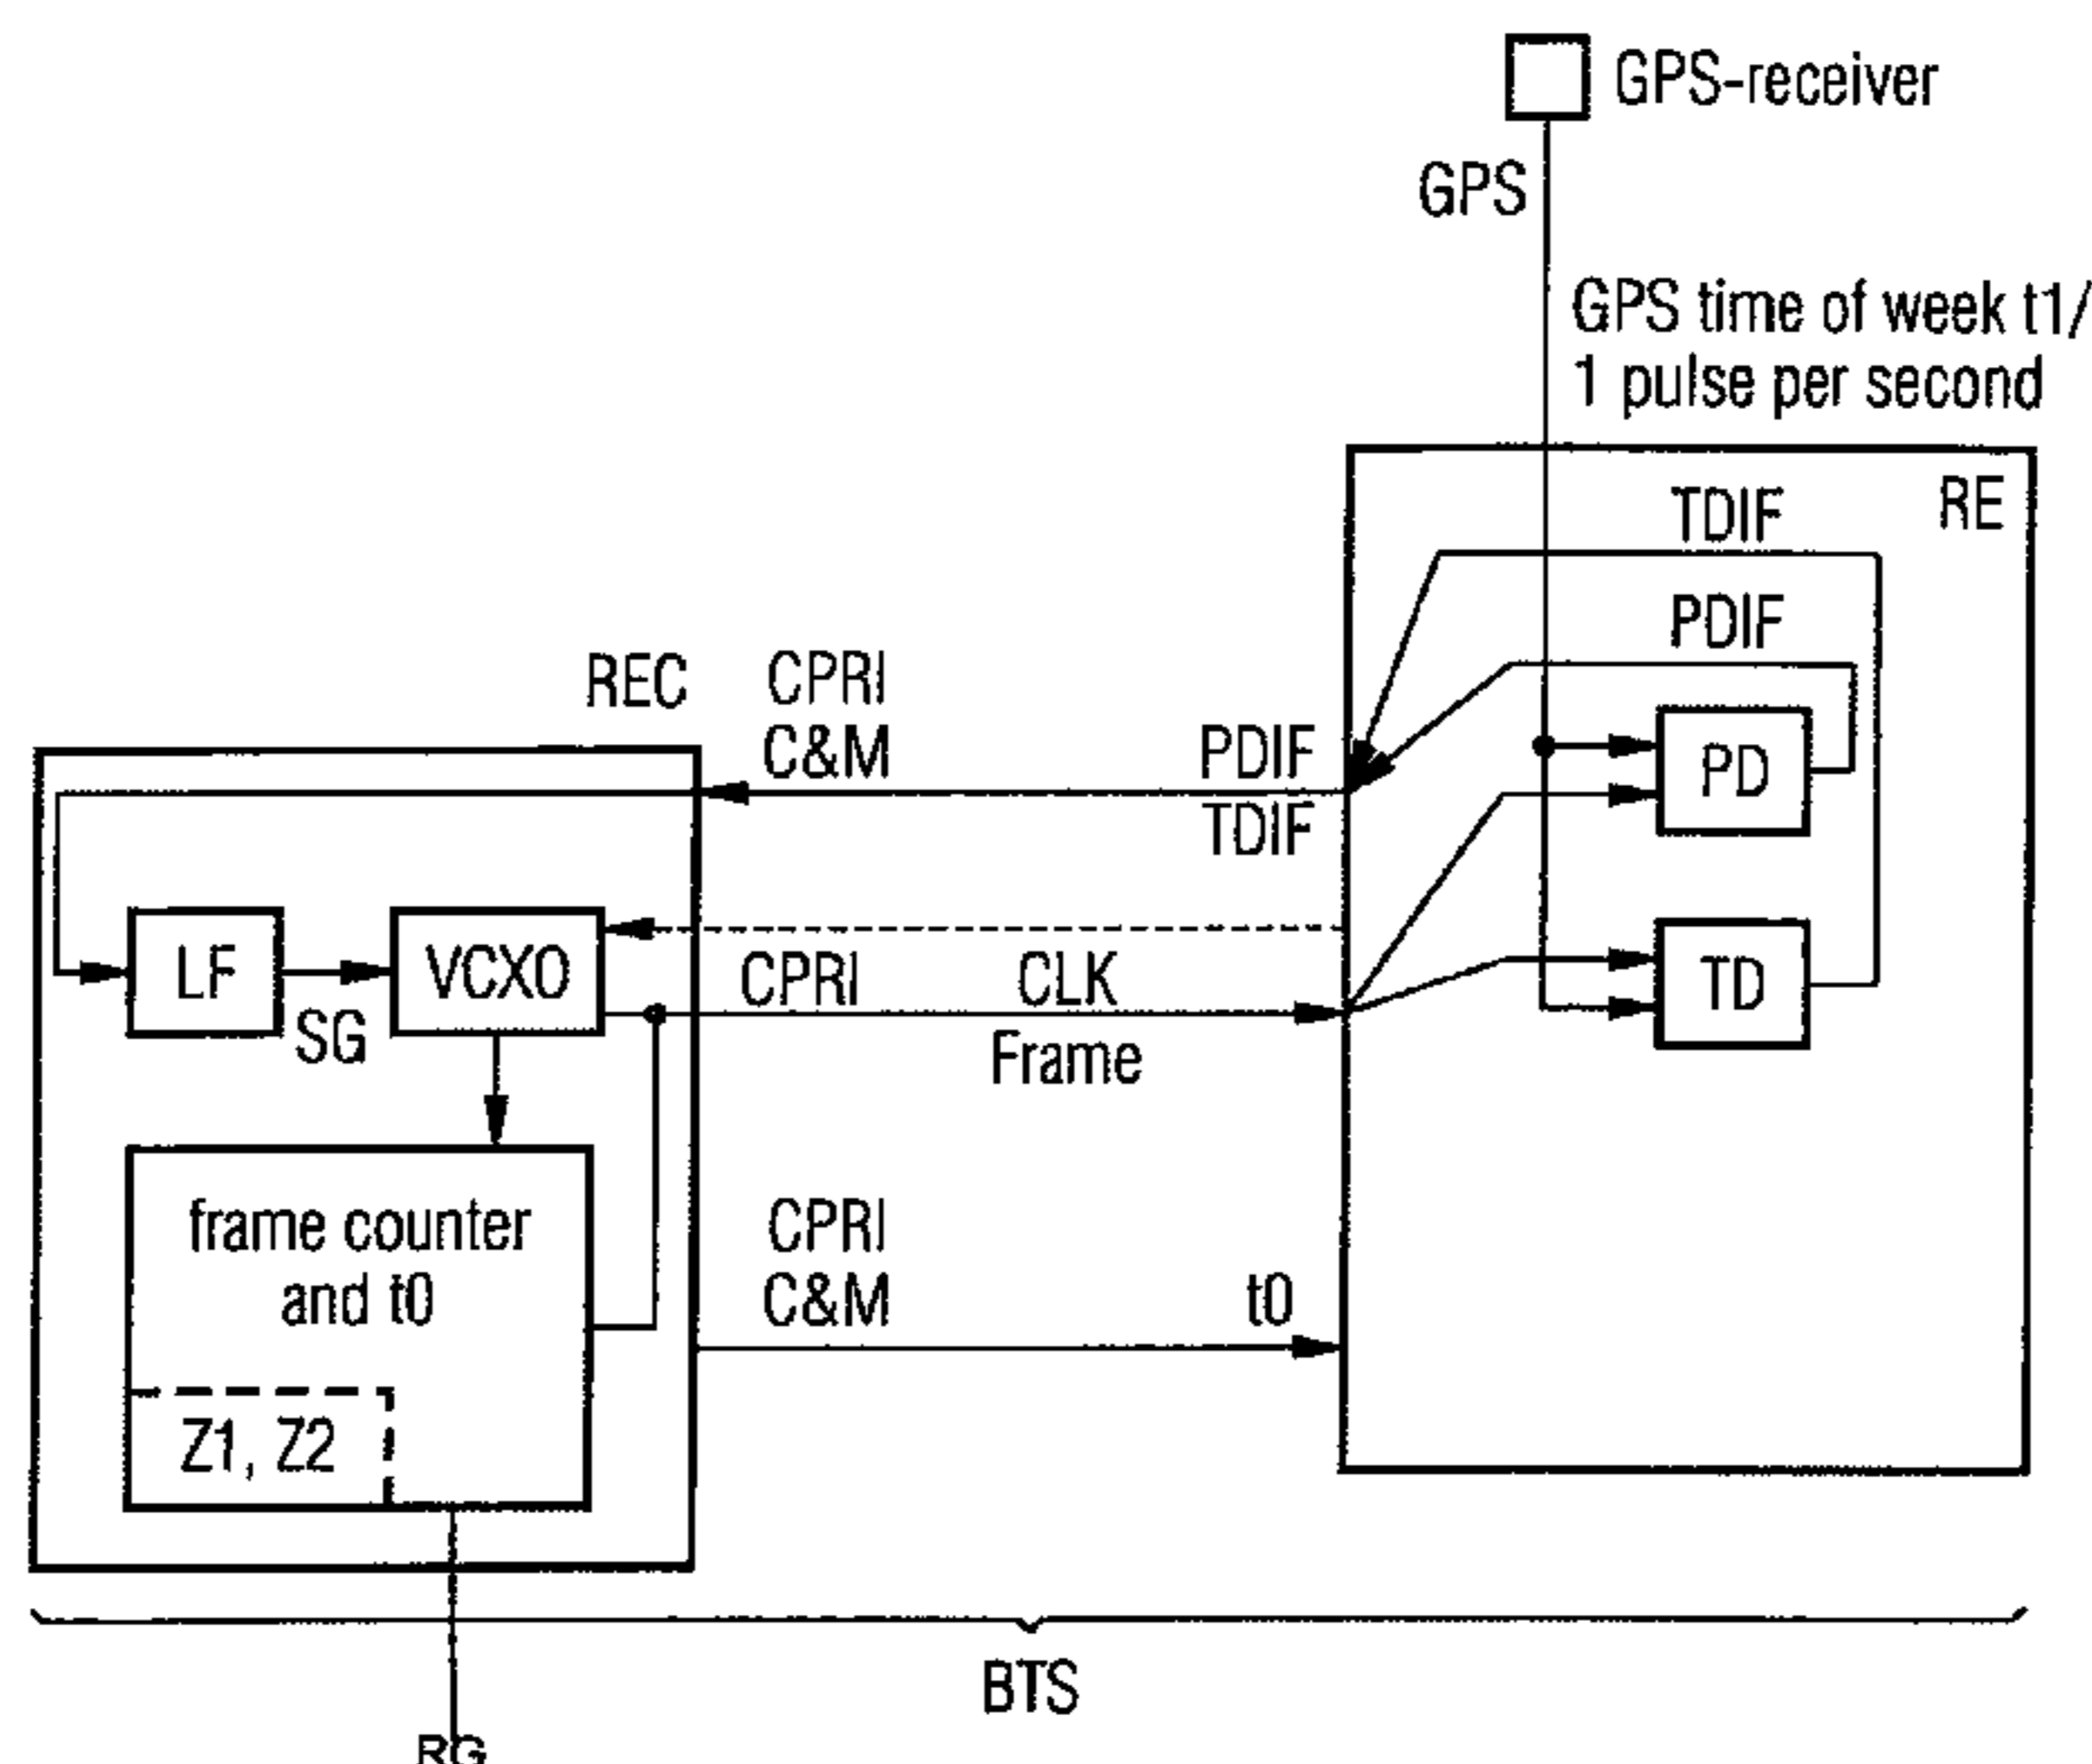 GPS-receiver
GPS
GPS time of week t1/
1 pulse per second
RE
TDIF
PDIF
REC
CPRI
C&M
PDIF
TDIF
PD
LF
SG
VCXO
CPRI
CLK
Frame
TD
frame counter
and t0
Z1, Z2
CPRI
C&M
t0
BTS
RG